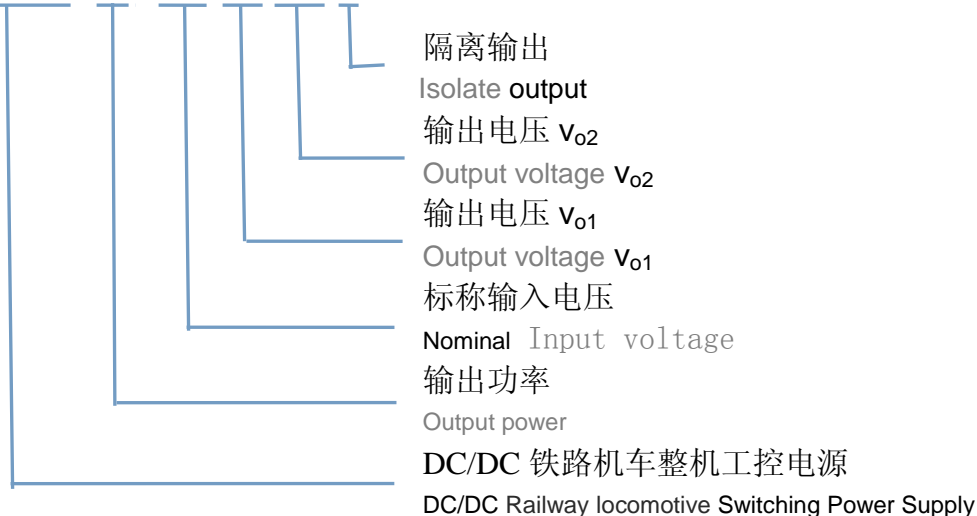 隔离输出
Isolate output
输出电压 vo2
Output voltage vo2
输出电压 vo1
Output voltage vo1
标称输入电压
Nominal Input voltage
输出功率
Output power
DC/DC 铁路机车整机工控电源
DC/DC Railway locomotive Switching Power Supply